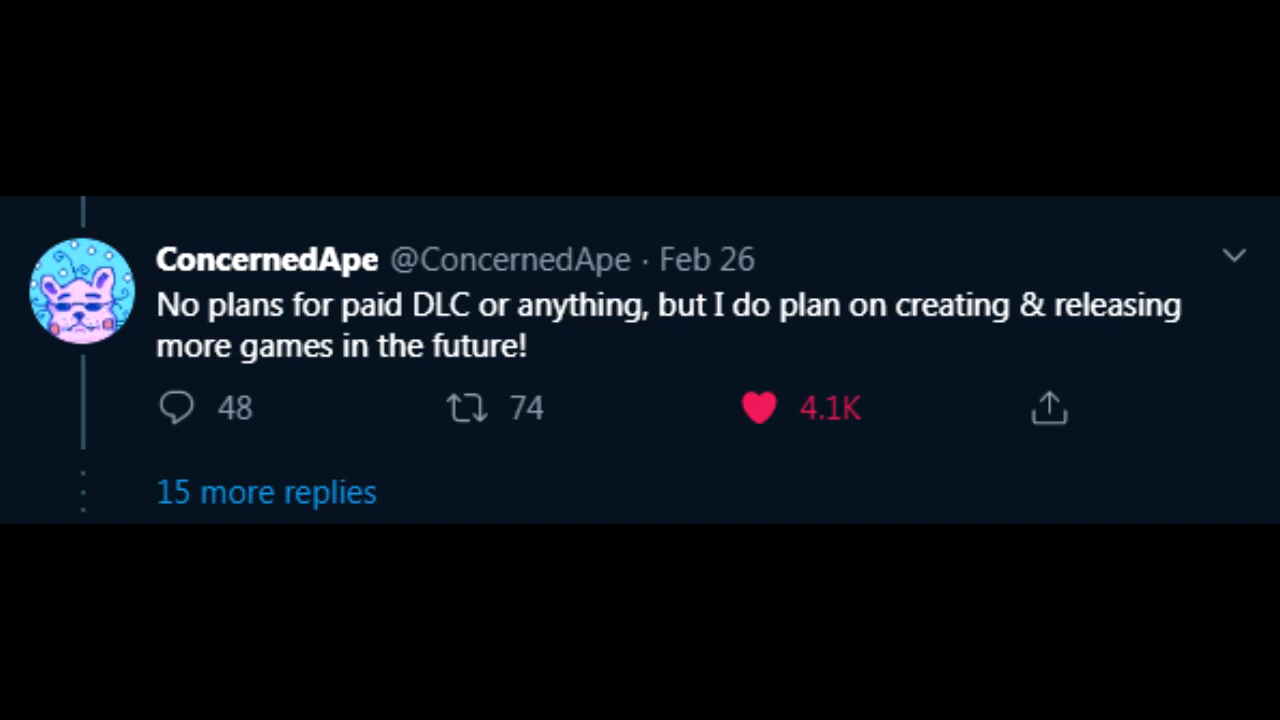 ConcernedApe @ConcernedApe · Feb 26
No plans for paid DLC or anything, but I do plan on creating & releasing
more games in the future!
48 74 4.1K
15 more replies